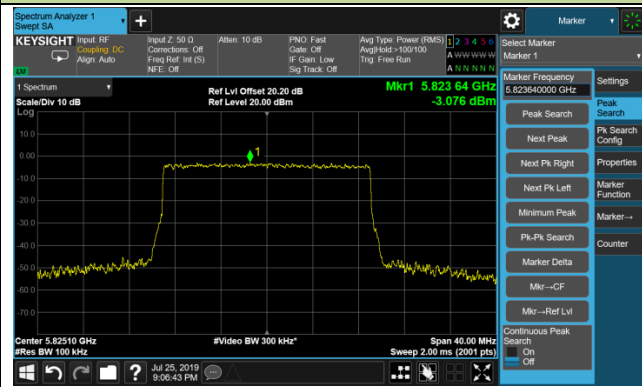 Spectrum Analyzer 1
Swept SA
Marker
KEYSIGHT
Input: RF
Coupling: DC
Align: Auto
Input Z: 50 Ω
Corrections: Off
Freq Ref: Int (S)
NFE: Off
Atten: 10 dB
PNO: Fast
Gate: Off
IF Gain: Low
Sig Track: Off
Avg Type: Power (RMS)
Avg|Hold:>100/100
Trig: Free Run
1 2 3 4 5 6
A W W W W W
A N N N N N
LXI
Select Marker
Marker 1
1 Spectrum
Scale/Div 10 dB
Log
Ref Lvl Offset 20.20 dB
Ref Level 20.00 dBm
Mkr1 5.823 64 GHz
-3.076 dBm
Marker Frequency
5.823640000 GHz
Settings
Peak Search
Next Peak
Next Pk Right
Next Pk Left
Minimum Peak
Pk-Pk Search
Marker Delta
Mkr→CF
Mkr→Ref Lvl
Continuous Peak
Search
On
Off
Peak
Search
Pk Search
Config
Properties
Marker
Function
Marker→
Counter
10.0
0.00
-10.0
-20.0
-30.0
-40.0
-50.0
-60.0
-70.0
1
Center 5.82510 GHz
#Res BW 100 kHz
#Video BW 300 kHz*
Span 40.00 MHz
Sweep 2.00 ms (2001 pts)
?
Jul 25, 2019
9:06:43 PM